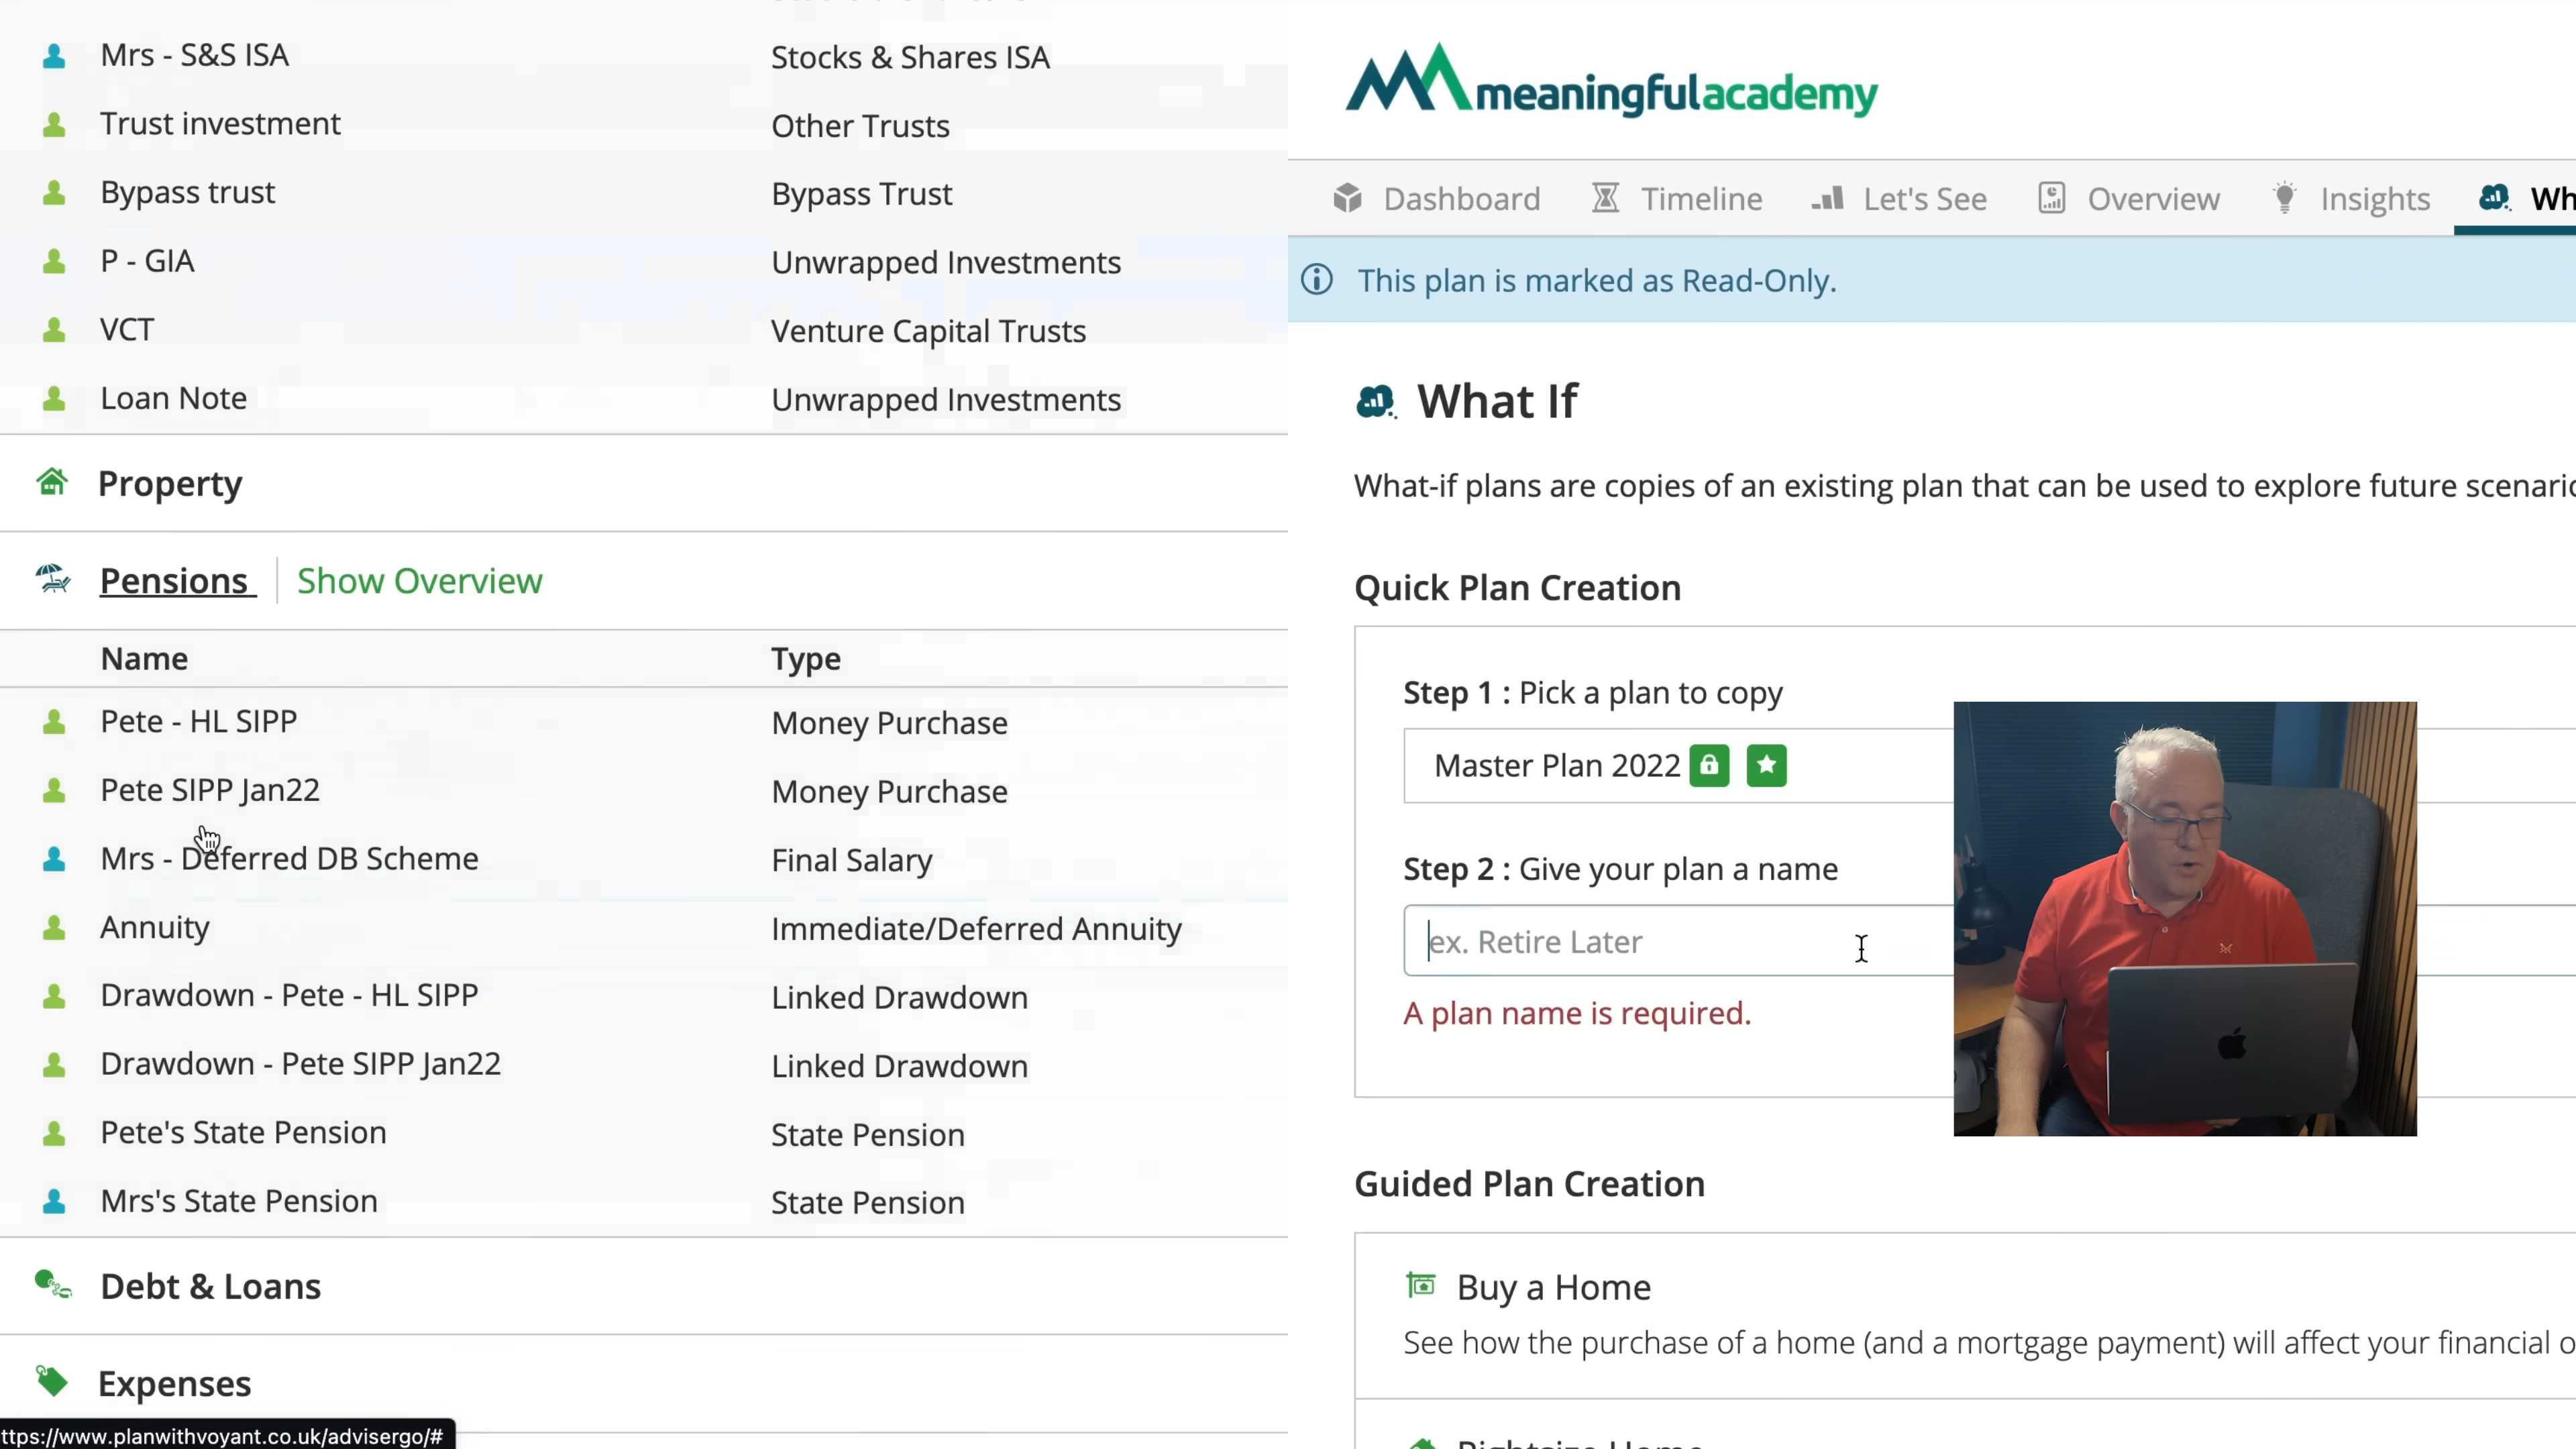 Mrs - S&S ISA Stocks & Shares ISA
Trust investment Other Trusts
Bypass trust Bypass Trust
P - GIA Unwrapped Investments
VCT Venture Capital Trusts
Loan Note Unwrapped Investments
Property
Pensions Show Overview
Name Type
Pete - HL SIPP Money Purchase
Pete SIPP Jan22 Money Purchase
Mrs - Deferred DB Scheme Final Salary
Annuity Immediate/Deferred Annuity
Drawdown - Pete - HL SIPP Linked Drawdown
Drawdown - Pete SIPP Jan22 Linked Drawdown
Pete's State Pension State Pension
Mrs's State Pension State Pension
Debt & Loans
Expenses
ttps://www.planwithvoyant.co.uk/advisergo/#
meaningfulacademy
Dashboard Timeline Let's See Overview Insights Wh
This plan is marked as Read-Only.
What If
What-if plans are copies of an existing plan that can be used to explore future scenario
Quick Plan Creation
Step 1 : Pick a plan to copy
Master Plan 2022
Step 2 : Give your plan a name
ex. Retire Later
A plan name is required.
Guided Plan Creation
Buy a Home
See how the purchase of a home (and a mortgage payment) will affect your financial o